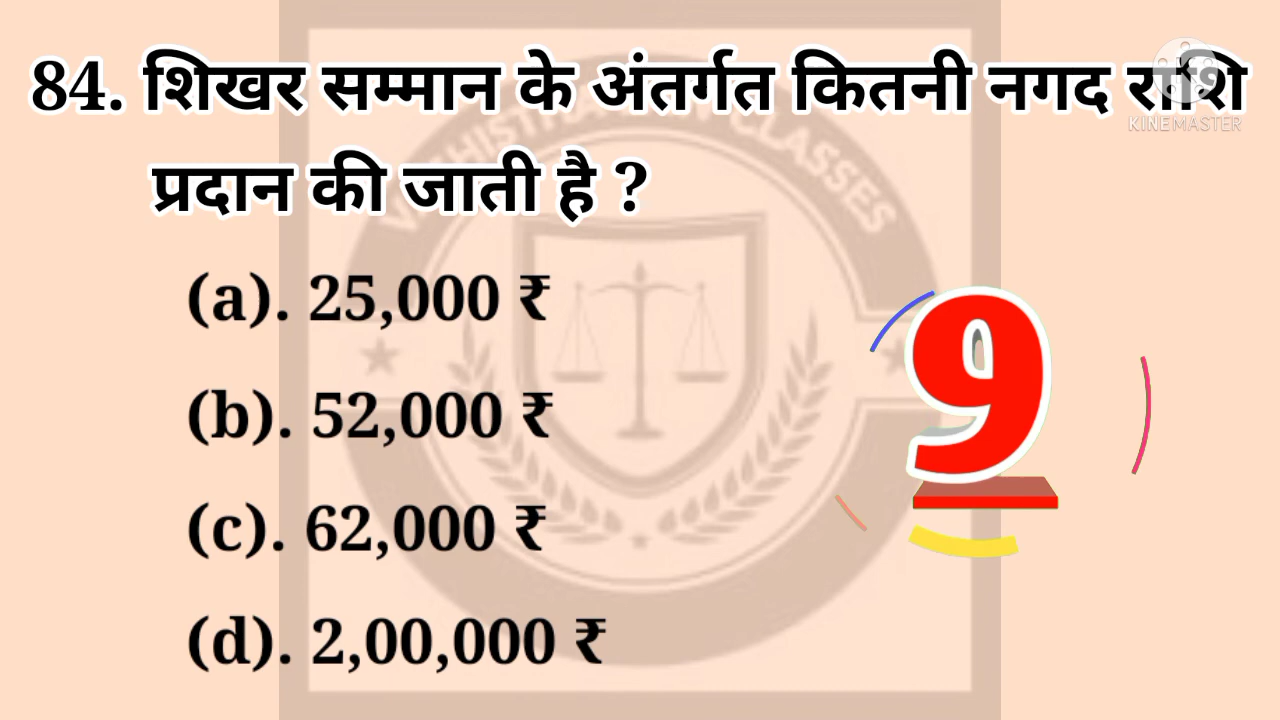 84. शिखर सम्मान के अंतर्गत कितनी नगद राशि
प्रदान की जाती है ?
(a). 25,000 ₹
(b). 52,000 ₹
(c). 62,000 ₹
(d). 2,00,000 ₹
9
KINEMASTER
CLASSES